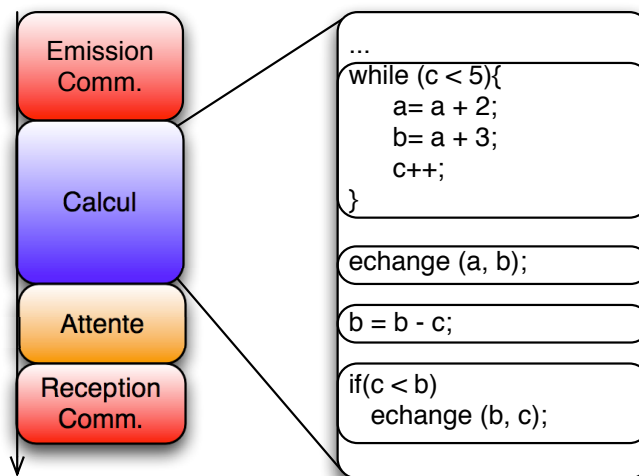 Emission
Comm.
Calcul
Attente
Reception
Comm.
...
while (c < 5){
a= a + 2;
b= a + 3;
c++;
}
echange (a, b);
b = b - c;
if(c < b)
echange (b, c);